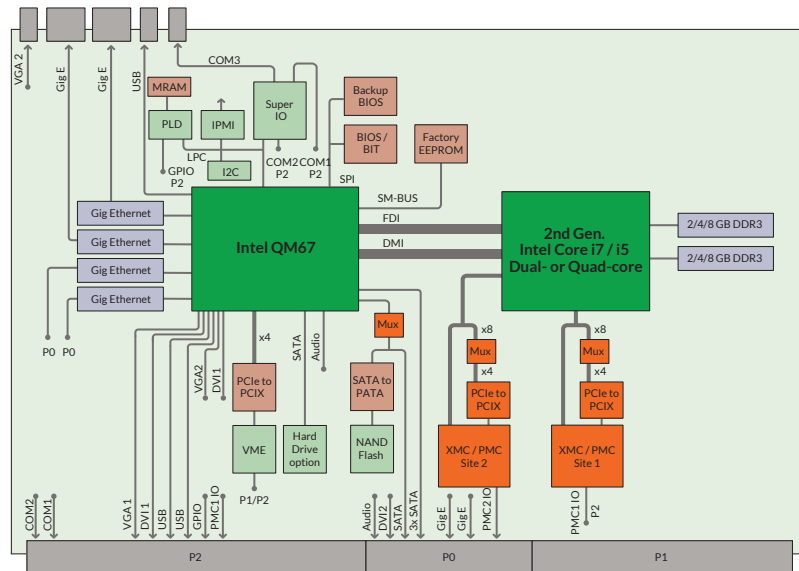 VGA 2
Gig E
Gig E
USB
COM3
MRAM
PLD
IPMI
Super
IO
Backup
BIOS
BIOS /
BIT
Factory
EEPROM
LPC
GPIO
P2
I2C
COM2
P2
COM1
P2
SPI
SM-BUS
FDI
DMI
Gig Ethernet
Gig Ethernet
Gig Ethernet
Gig Ethernet
Intel QM67
2nd Gen.
Intel Core i7 / i5
Dual- or Quad-core
2/4/8 GB DDR3
2/4/8 GB DDR3
P0
P0
x4
SATA
Audio
Mux
x8
Mux
x4
x8
Mux
x4
VGA2
DVI1
PCIe to
PCIX
SATA to
PATA
PCIe to
PCIX
PCIe to
PCIX
VME
Hard
Drive
option
NAND
Flash
XMC / PMC
Site 2
XMC / PMC
Site 1
P1/P2
COM2
COM1
VGA 1
DVI 1
USB
USB
GPIO
PMC1 IO
Audio
DVI2
SATA
3x SATA
Gig E
Gig E
PMC2 IO
PMC1 IO
P2
P2
P0
P1